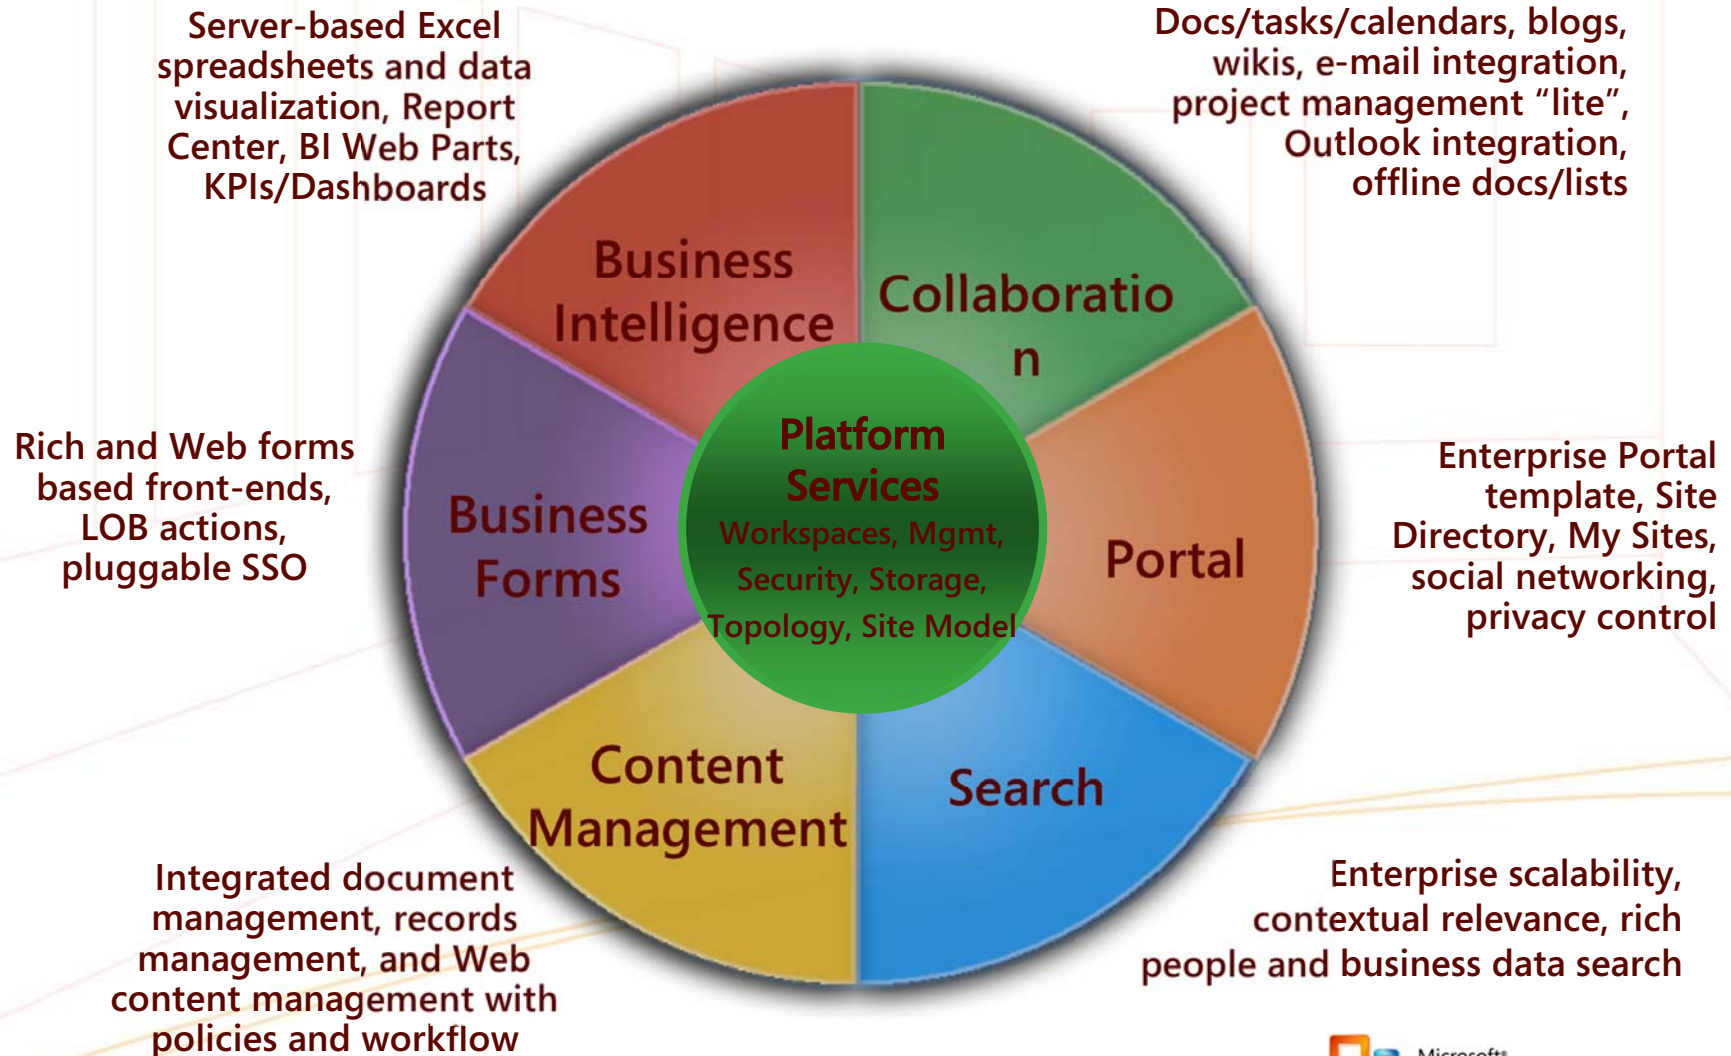 Server-based Excel
spreadsheets and data
visualization, Report
Center, BI Web Parts,
KPIs/Dashboards
Docs/tasks/calendars, blogs,
wikis, e-mail integration,
project management “lite”,
Outlook integration,
offline docs/lists
Business
Intelligence
Collaboratio
n
Rich and Web forms
based front-ends,
LOB actions,
pluggable SSO
Business
Forms
Platform
Services
Workspaces, Mgmt,
Security, Storage,
Topology, Site Model
Portal
Enterprise Portal
template, Site
Directory, My Sites,
social networking,
privacy control
Content
Management
Search
Integrated document
management, records
management, and Web
content management with
policies and workflow
Enterprise scalability,
contextual relevance, rich
people and business data search
Microsoft®